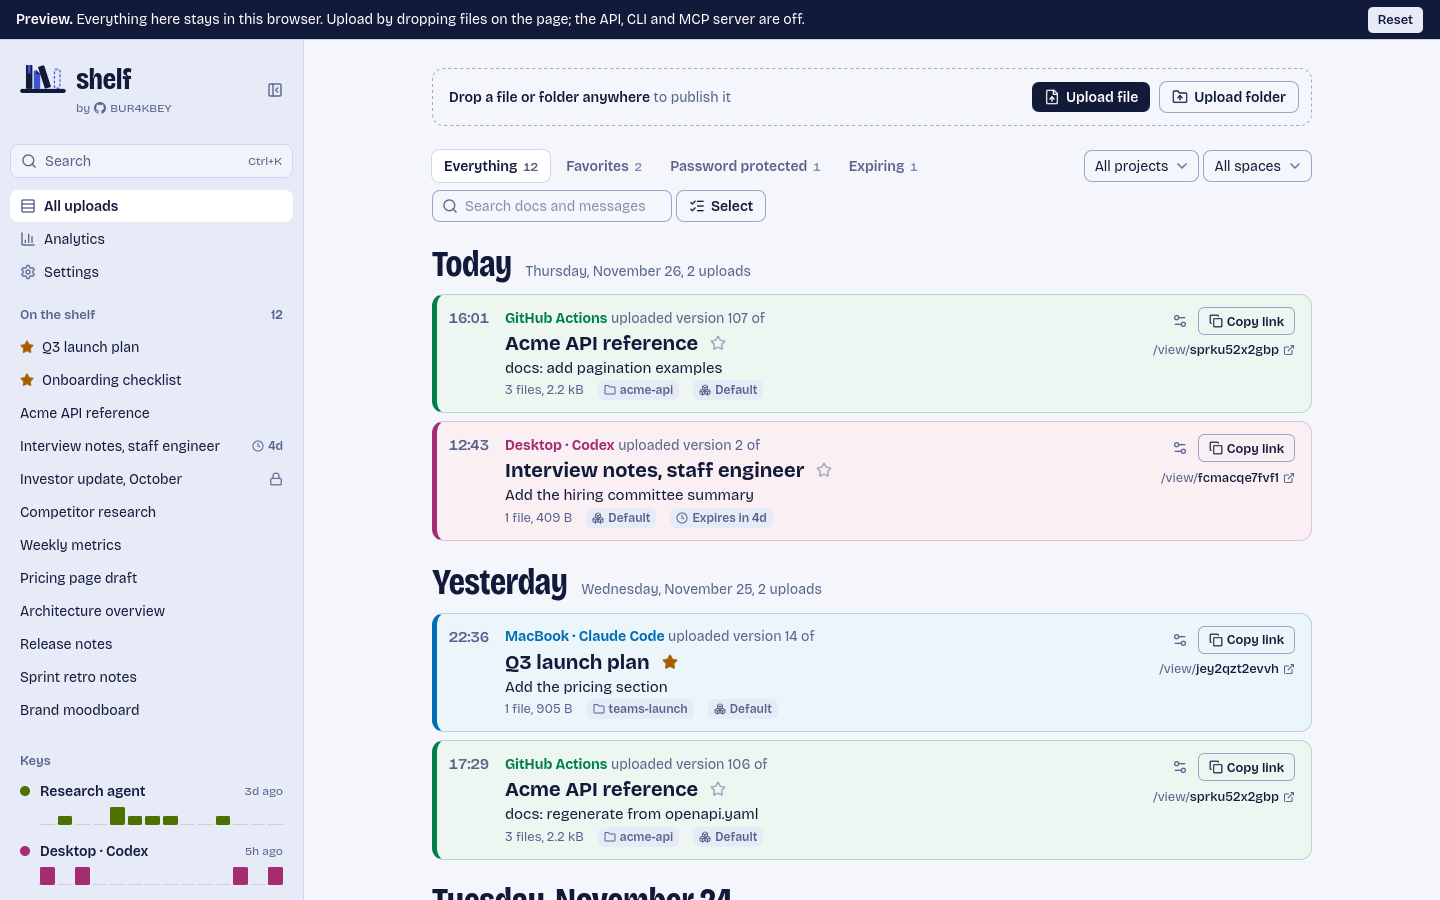 Preview. Everything here stays in this browser. Upload by dropping files on the page; the API, CLI and MCP server are off.
Reset
shelf
by BUR4KBEY
Search Ctrl+K
All uploads
Analytics
Settings
On the shelf 12
Q3 launch plan
Onboarding checklist
Acme API reference
Interview notes, staff engineer 4d
Investor update, October
Competitor research
Weekly metrics
Pricing page draft
Architecture overview
Release notes
Sprint retro notes
Brand moodboard
Keys
Research agent 3d ago
Desktop · Codex 5h ago
Drop a file or folder anywhere to publish it
Upload file
Upload folder
Everything 12 Favorites 2 Password protected 1 Expiring 1
All projects All spaces
Search docs and messages Select
Today Thursday, November 26, 2 uploads
16:01 GitHub Actions uploaded version 107 of
Acme API reference
docs: add pagination examples
3 files, 2.2 kB acme-api Default
Copy link
/view/sprku52x2gbp
12:43 Desktop · Codex uploaded version 2 of
Interview notes, staff engineer
Add the hiring committee summary
1 file, 409 B Default Expires in 4d
Copy link
/view/fcmacqe7fvf1
Yesterday Wednesday, November 25, 2 uploads
22:36 MacBook · Claude Code uploaded version 14 of
Q3 launch plan
Add the pricing section
1 file, 905 B teams-launch Default
Copy link
/view/jey2qzt2evvh
17:29 GitHub Actions uploaded version 106 of
Acme API reference
docs: regenerate from openapi.yaml
3 files, 2.2 kB acme-api Default
Copy link
/view/sprku52x2gbp
Tuesday, November 24